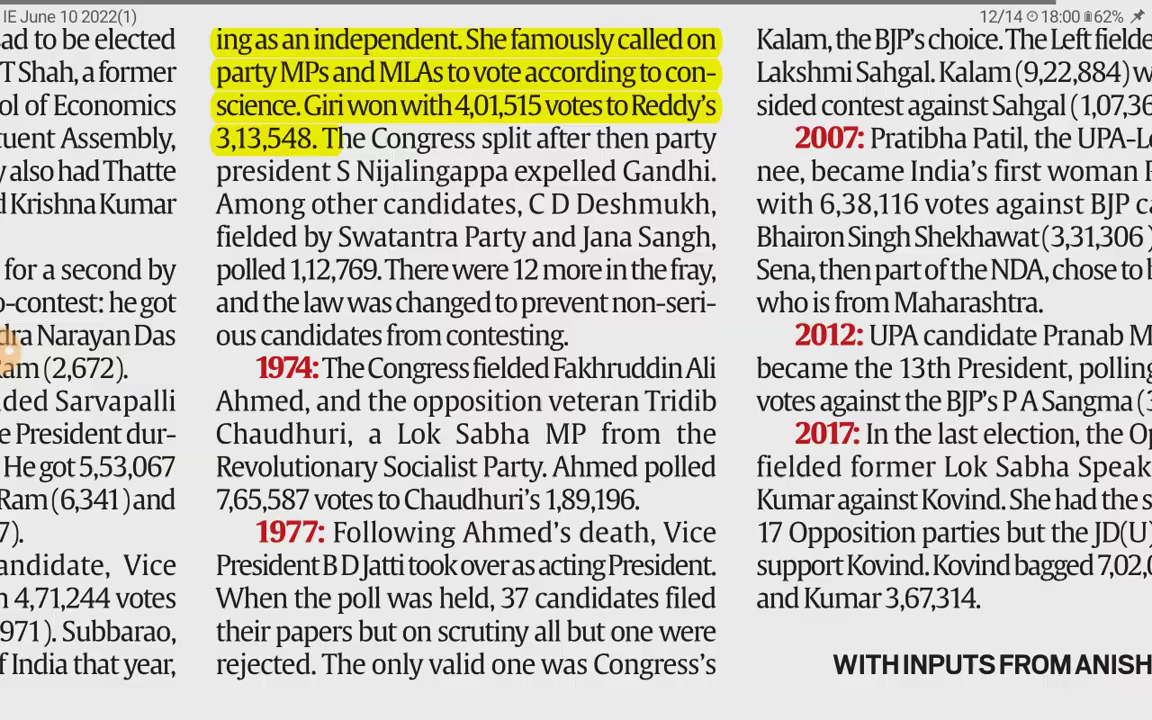 IE June 10 2022(1)
12/14 18:00 62%
ad to be elected
T Shah, a former
ol of Economics
tuent Assembly,
y also had Thatte
d Krishna Kumar
for a second by
o-contest: he got
dra Narayan Das
Ram (2,672).
ded Sarvapalli
e President dur-
He got 5,53,067
Ram (6,341) and
7).
andidate, Vice
n 4,71,244 votes
971). Subbarao,
f India that year,
ing as an independent. She famously called on
party MPs and MLAs to vote according to con-
science. Giri won with 4,01,515 votes to Reddy's
3,13,548. The Congress split after then party
president S Nijalingappa expelled Gandhi.
Among other candidates, C D Deshmukh,
fielded by Swatantra Party and Jana Sangh,
polled 1,12,769. There were 12 more in the fray,
and the law was changed to prevent non-seri-
ous candidates from contesting.
1974: The Congress fielded Fakhruddin Ali
Ahmed, and the opposition veteran Tridib
Chaudhuri, a Lok Sabha MP from the
Revolutionary Socialist Party. Ahmed polled
7,65,587 votes to Chaudhuri's 1,89,196.
1977: Following Ahmed's death, Vice
President B D Jatti took over as acting President.
When the poll was held, 37 candidates filed
their papers but on scrutiny all but one were
rejected. The only valid one was Congress's
Kalam, the BJP's choice. The Left fielde
Lakshmi Sahgal. Kalam (9,22,884) w
sided contest against Sahgal (1,07,36
2007: Pratibha Patil, the UPA-Le
nee, became India's first woman P
with 6,38,116 votes against BJP ca
Bhairon Singh Shekhawat (3,31,306)
Sena, then part of the NDA, chose to b
who is from Maharashtra.
2012: UPA candidate Pranab M
became the 13th President, polling
votes against the BJP's P A Sangma (3
2017: In the last election, the Op
fielded former Lok Sabha Speak
Kumar against Kovind. She had the s
17 Opposition parties but the JD(U)
support Kovind. Kovind bagged 7,02,0
and Kumar 3,67,314.
WITH INPUTS FROM ANISH